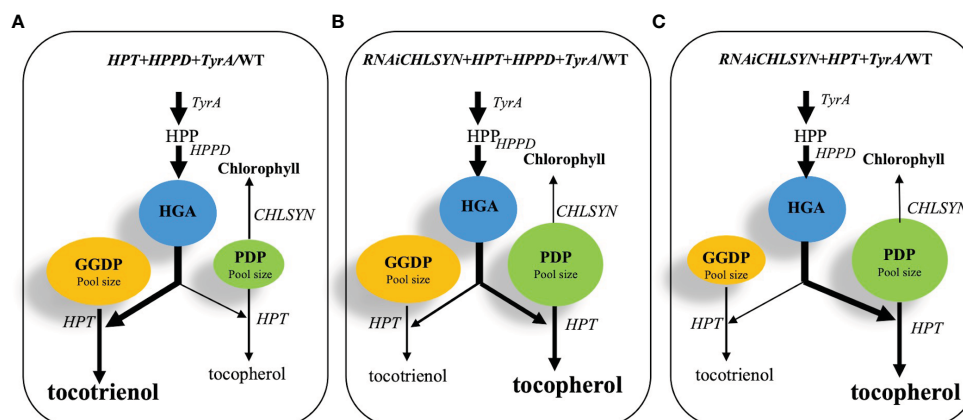 A
HPT+HPPD+TyrA/WT
TyrA
HPP
HPPD
Chlorophyll
HGA
CHLSYN
GGDP
Pool size
PDP
Pool size
HPT
HPT
tocotrienol
tocopherol
B
RNAiCHLSYN+HPT+HPPD+TyrA/WT
TyrA
HPP
HPPD
Chlorophyll
HGA
CHLSYN
GGDP
Pool size
PDP
Pool size
HPT
HPT
tocotrienol
tocopherol
C
RNAiCHLSYN+HPT+TyrA/WT
TyrA
HPP
HPPD
Chlorophyll
HGA
CHLSYN
GGDP
Pool size
PDP
Pool size
HPT
HPT
tocotrienol
tocopherol